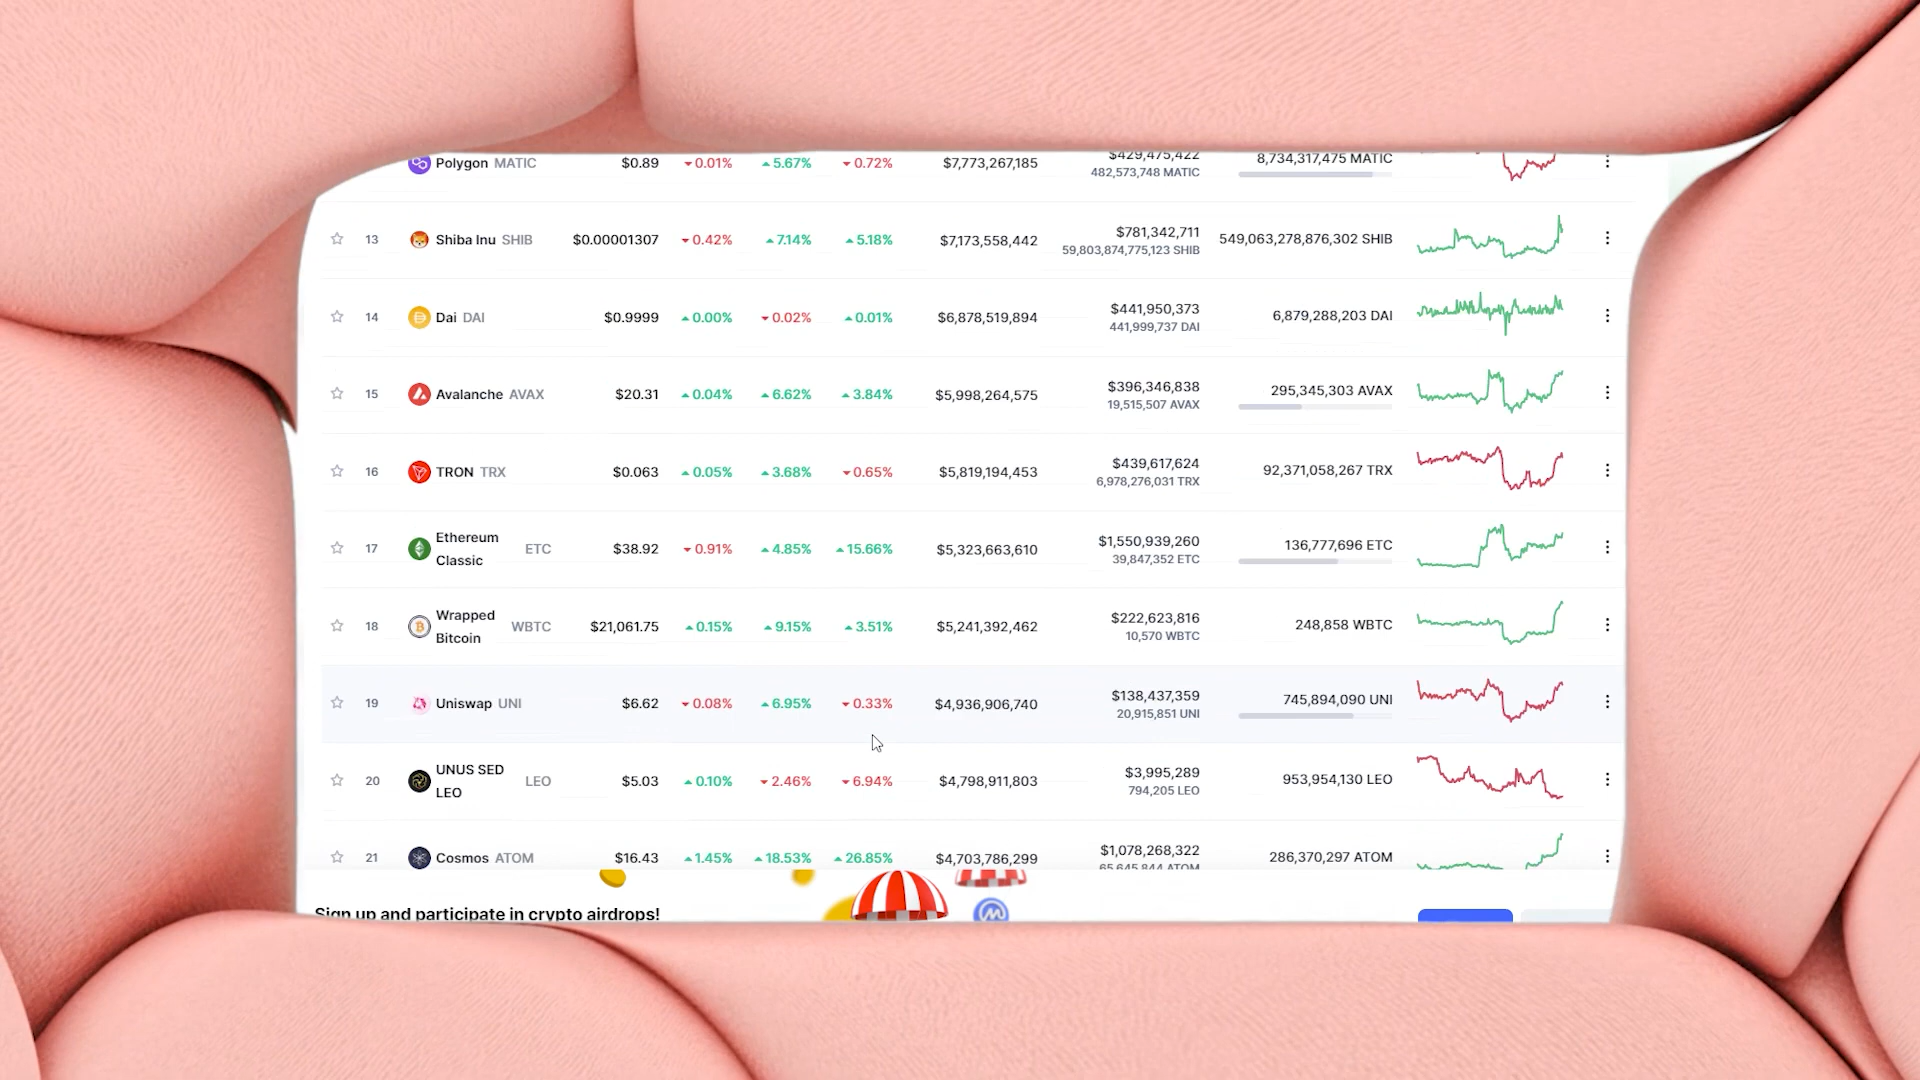 Polygon MATIC $0.89 0.01% 5.67% 0.72% $7,773,267,185 $429,475,422 8,734,317,475 MATIC
482,573,748 MATIC
13 Shiba Inu SHIB $0.00001307 0.42% 7.14% 5.18% $7,173,558,442 $781,342,711 549,063,278,876,302 SHIB
59,803,874,775,123 SHIB
14 Dai DAI $0.9999 0.00% 0.02% 0.01% $6,878,519,894 $441,950,373 6,879,288,203 DAI
441,999,737 DAI
15 Avalanche AVAX $20.31 0.04% 6.62% 3.84% $5,998,264,575 $396,346,838 295,345,303 AVAX
19,515,507 AVAX
16 TRON TRX $0.063 0.05% 3.68% 0.65% $5,819,194,453 $439,617,624 92,371,058,267 TRX
6,978,276,031 TRX
17 Ethereum Classic ETC $38.92 0.91% 4.85% 15.66% $5,323,663,610 $1,550,939,260 136,777,696 ETC
39,847,352 ETC
18 Wrapped Bitcoin WBTC $21,061.75 0.15% 9.15% 3.51% $5,241,392,462 $222,623,816 248,858 WBTC
10,570 WBTC
19 Uniswap UNI $6.62 0.08% 6.95% 0.33% $4,936,906,740 $138,437,359 745,894,090 UNI
20,915,851 UNI
20 UNUS SED LEO LEO $5.03 0.10% 2.46% 6.94% $4,798,911,803 $3,995,289 953,954,130 LEO
794,205 LEO
21 Cosmos ATOM $16.43 1.45% 18.53% 26.85% $4,703,786,299 $1,078,268,322 286,370,297 ATOM
65,645,844 ATOM
Sign up and participate in crypto airdrops!